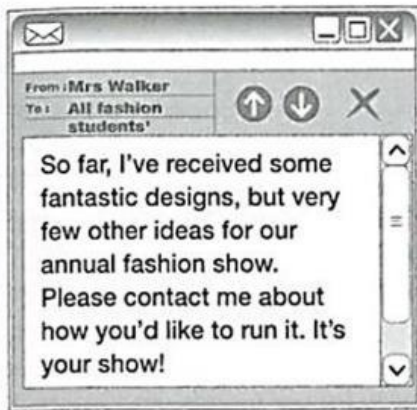 From: Mrs Walker
To: All fashion
students'
So far, I've received some
fantastic designs, but very
few other ideas for our
annual fashion show.
Please contact me about
how you'd like to run it. It's
your show!